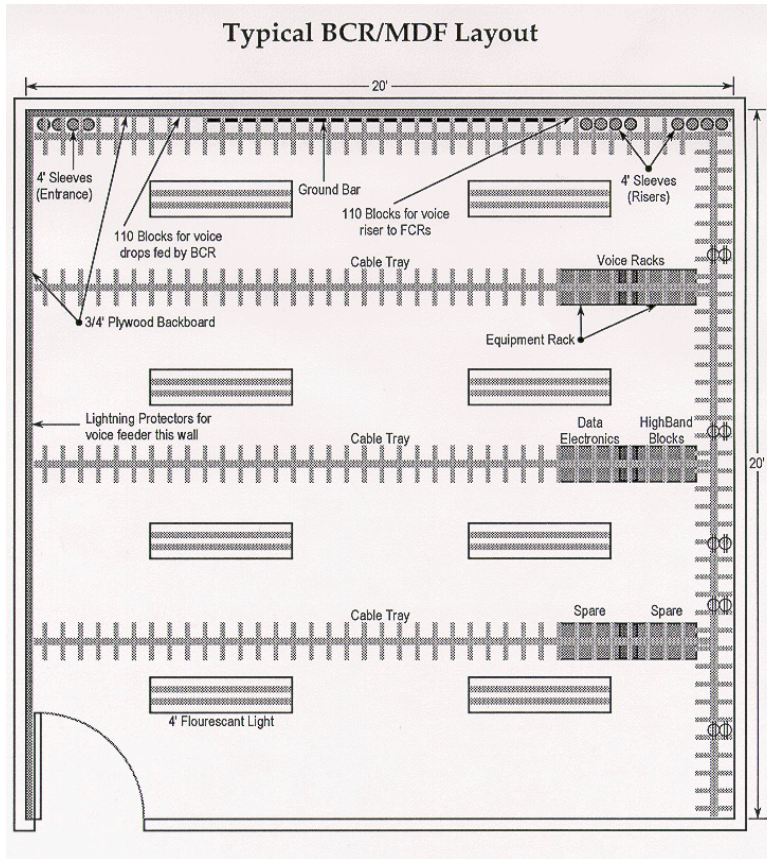 Typical BCR/MDF Layout
20'
4' Sleeves
(Entrance)
Ground Bar
4' Sleeves
(Risers)
110 Blocks for voice
riser to FCRs
110 Blocks for voice
drops fed by BCR
Cable Tray
Voice Racks
3/4' Plywood Backboard
Equipment Rack
Lightning Protectors for
voice feeder this wall
Cable Tray
Data
Electronics
HighBand
Blocks
20'
Cable Tray
Spare
Spare
4' Flourescant Light